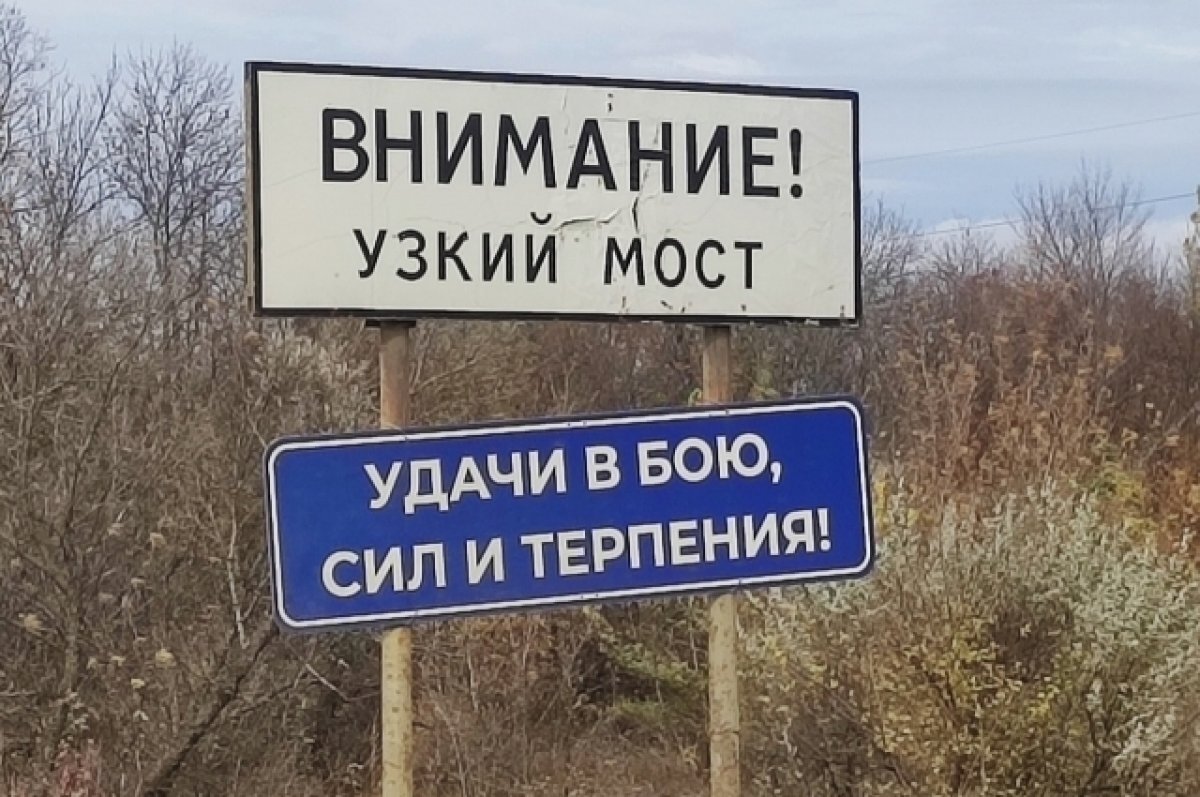 ВНИМАНИЕ!
УЗКИЙ МОСТ
УДАЧИ В БОЮ,
СИЛ И ТЕРПЕНИЯ!